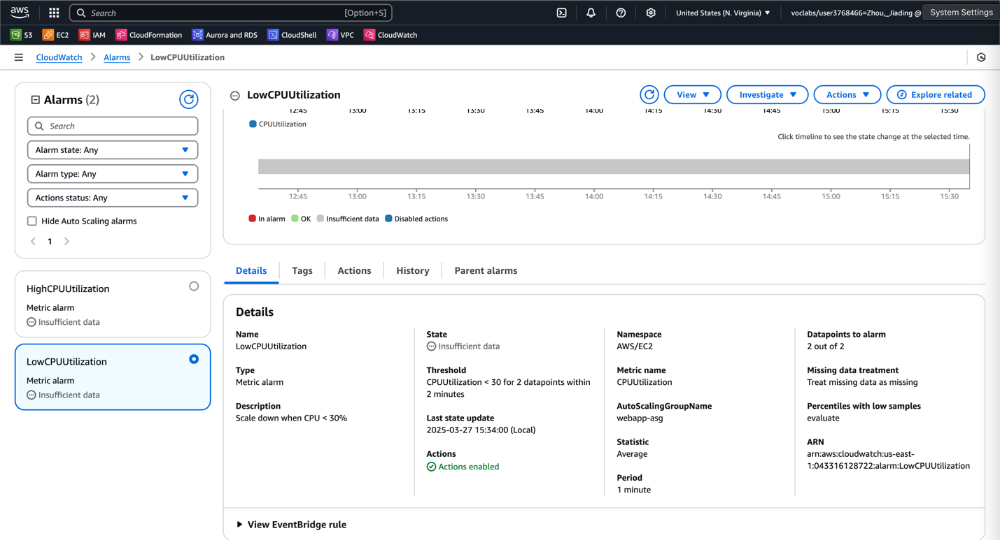 aws
Search
[Option+S]
United States (N. Virginia)
voclabs/user3768466=Zhou,_Jiading @
System Settings
S3
EC2
IAM
CloudFormation
Aurora and RDS
CloudShell
VPC
CloudWatch
CloudWatch
Alarms
LowCPUUtilization
Alarms (2)
Search
Alarm state: Any
Alarm type: Any
Actions status: Any
Hide Auto Scaling alarms
1
HighCPUUtilization
Metric alarm
Insufficient data
LowCPUUtilization
Metric alarm
Insufficient data
LowCPUUtilization
View
Investigate
Actions
Explore related
12:45 13:00 13:15 13:30 13:45 14:00 14:15 14:30 14:45 15:00 15:15 15:30
CPUUtilization
Click timeline to see the state change at the selected time.
12:45 13:00 13:15 13:30 13:45 14:00 14:15 14:30 14:45 15:00 15:15 15:30
In alarm OK Insufficient data Disabled actions
Details
Tags
Actions
History
Parent alarms
Details
Name
LowCPUUtilization
Type
Metric alarm
Description
Scale down when CPU < 30%
State
Insufficient data
Threshold
CPUUtilization < 30 for 2 datapoints within
2 minutes
Last state update
2025-03-27 15:34:00 (Local)
Actions
Actions enabled
Namespace
AWS/EC2
Metric name
CPUUtilization
AutoScalingGroupName
webapp-asg
Statistic
Average
Period
1 minute
Datapoints to alarm
2 out of 2
Missing data treatment
Treat missing data as missing
Percentiles with low samples
evaluate
ARN
arn:aws:cloudwatch:us-east-
1:043316128722:alarm:LowCPUUtilization
View EventBridge rule